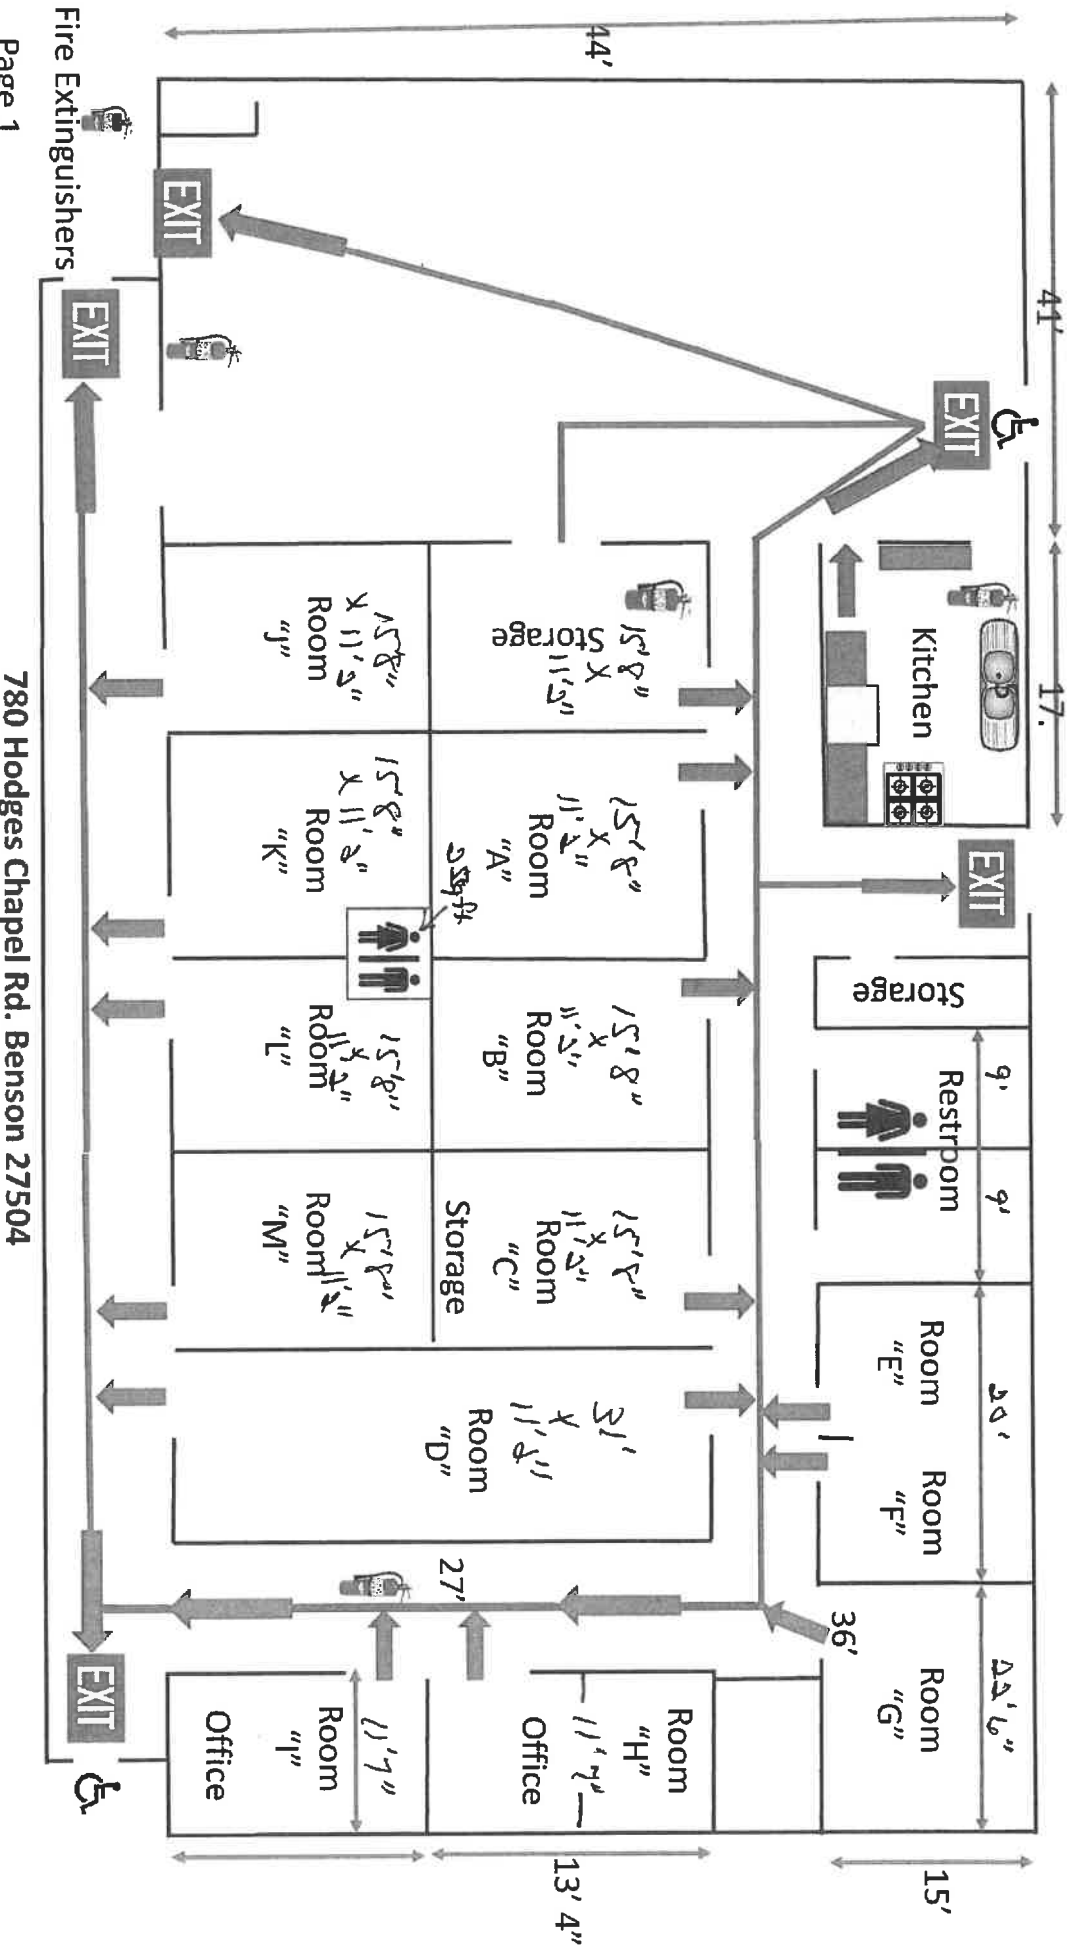 41'
17.
44'
EXIT
EXIT
Kitchen
Storage
9'
9'
Restroom
20'
Room
"E"
Room
"F"
22'6"
Room
"G"
15'
36'
15'8"
X
11'2"
Storage
15'8"
X
11'2"
Room
"A"
2sqft
15'8"
X
11'2"
Room
"B"
15'8"
X
11'2"
Room
"C"
Storage
31'
X
11'2"
Room
"D"
27'
Room
"H"
11'7"
Office
13' 4"
15'8"
X 11'2"
Room
"J"
15'8"
X 11'2"
Room
"K"
15'8"
X
11'2"
Room
"L"
15'8"
X
11'2"
Room
"M"
11'7"
Room
"I"
Office
EXIT
EXIT
EXIT
Fire Extinguishers
780 Hodges Chapel Rd. Benson 27504
Page 1